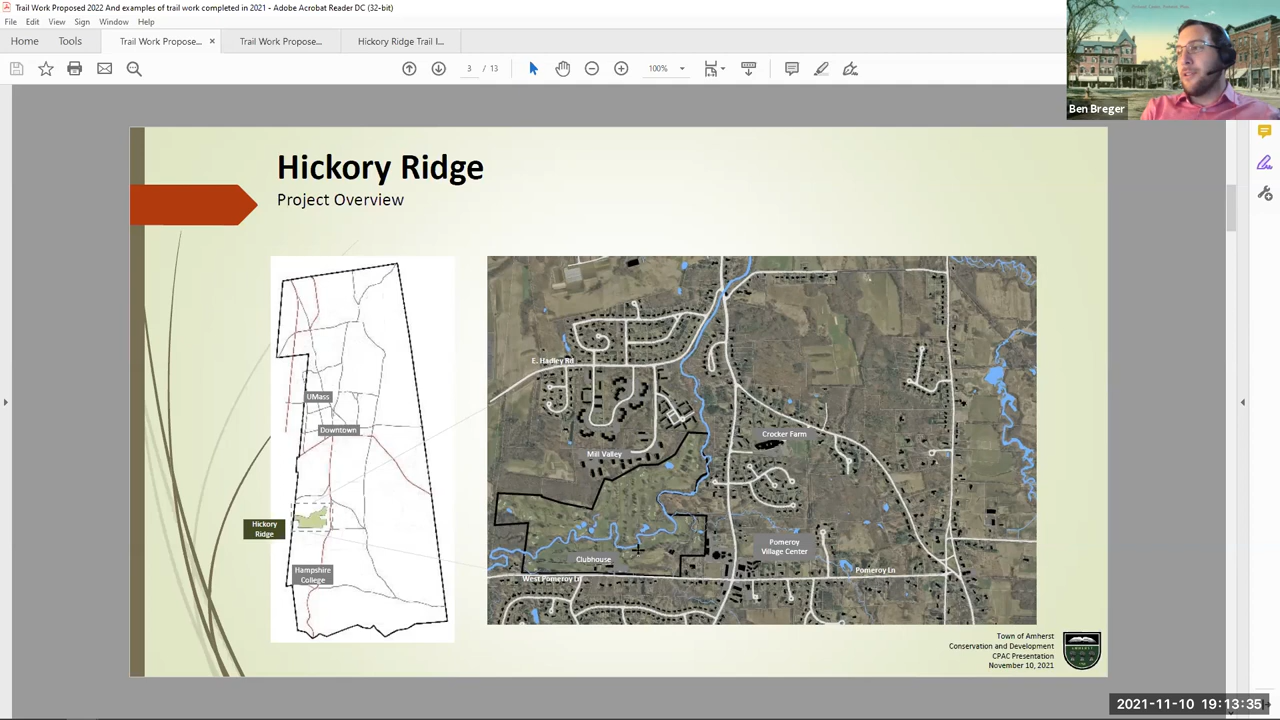 Trail Work Proposed 2022 And examples of trail work completed in 2021 - Adobe Acrobat Reader DC (32-bit)
File Edit View Sign Window Help
Home Tools Trail Work Propose... × Trail Work Propose... Hickory Ridge Trail I...
3 / 13 100%
Ben Breger
Hickory Ridge
Project Overview
UMass
Downtown
Hickory
Ridge
Hampshire
College
E. Hadley Rd
Crocker Farm
Mill Valley
Pomeroy
Village Center
Clubhouse
Pomeroy Ln
West Pomeroy Ln
Town of Amherst
Conservation and Development
CPAC Presentation
November 10, 2021
2021-11-10 19:13:35